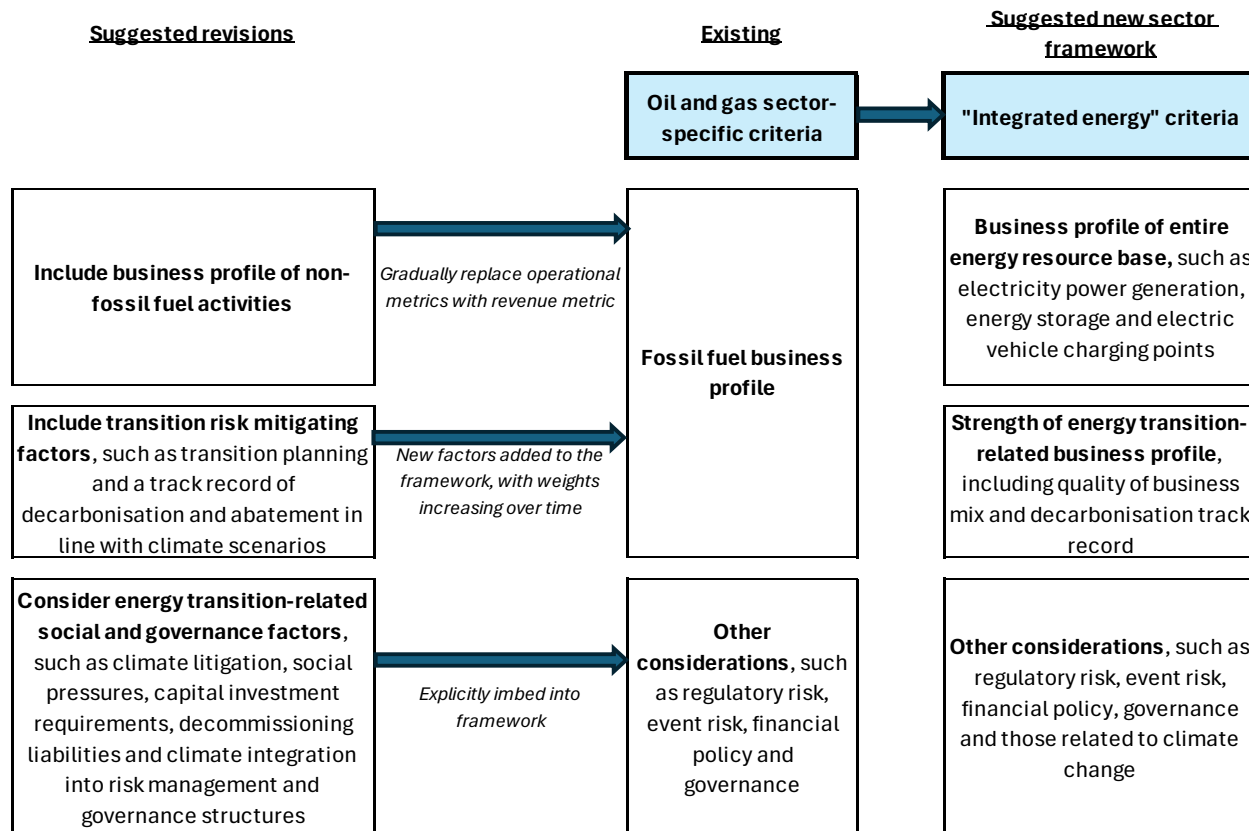 Suggested revisions
Existing
Suggested new sector
framework
Oil and gas sector-
specific criteria
"Integrated energy" criteria
Include business profile of non-
fossil fuel activities
Gradually replace operational
metrics with revenue metric
Fossil fuel business
profile
Business profile of entire
energy resource base, such as
electricity power generation,
energy storage and electric
vehicle charging points
Include transition risk mitigating
factors, such as transition planning
and a track record of
decarbonisation and abatement in
line with climate scenarios
New factors added to the
framework, with weights
increasing over time
Strength of energy transition-
related business profile,
including quality of business
mix and decarbonisation track
record
Consider energy transition-related
social and governance factors,
such as climate litigation, social
pressures, capital investment
requirements, decommissioning
liabilities and climate integration
into risk management and
governance structures
Explicitly imbed into
framework
Other
considerations, such
as regulatory risk,
event risk, financial
policy and
governance
Other considerations, such as
regulatory risk, event risk,
financial policy, governance
and those related to climate
change